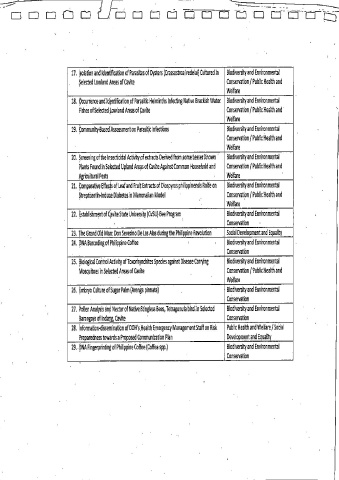 17. Isolation and Identification of Parasites of Oysters (Crassostrea iredalei) Cultured in
Selected Lowland Areas of Cavite
Biodiversity and Environmental
Conservation / Public Health and
Welfare
18. Occurrence and Identification of Parasitic Helminths Infecting Native Brackish Water
Fishes of Selected Lowland Areas of Cavite
Biodiversity and Environmental
Conservation / Public Health and
Welfare
19. Community-Based Assessment on Parasitic Infections
Biodiversity and Environmental
Conservation / Public Health and
Welfare
20. Screening of the Insecticidal Activity of extracts Derived from some Lesser Known
Plants Found in Selected Upland Areas of Cavite Against Common Household and
Agricultural Pests
Biodiversity and Environmental
Conservation / Public Health and
Welfare
21. Comparative Effects of Leaf and Fruit Extracts of Diospyros philippinensis Balte on
Streptozotin-Induce Diabetes in Mammalian Model
Biodiversity and Environmental
Conservation / Public Health and
Welfare
22. Establishment of Cavite State University (CvSU) Bee Program
Biodiversity and Environmental
Conservation
23. The Grand Old Man: Don Severino De Las Alas during the Philippine Revolution
Social Development and Equality
24. DNA Barcoding of Philippine Coffee
Biodiversity and Environmental
Conservation
25. Biological Control Activity of Toxorhynchites Species against Disease Carrying
Mosquitoes in Selected Areas of Cavite
Biodiversity and Environmental
Conservation / Public Health and
Welfare
26. Embryo Culture of Sugar Palm (Arenga pinnata)
Biodiversity and Environmental
Conservation
27. Pollen Analysis and Nectar of Native Stingless Bees, Tetragonula biroi in Selected
Barangays of Indang, Cavite
Biodiversity and Environmental
Conservation
28. Information-dissemination of DOH's Health Emergency Management Staff on Risk
Preparedness towards a Proposed Communication Plan
Public Health and Welfare / Social
Development and Equality
29. DNA Fingerprinting of Philippine Coffee (Coffea spp.)
Biodiversity and Environmental
Conservation